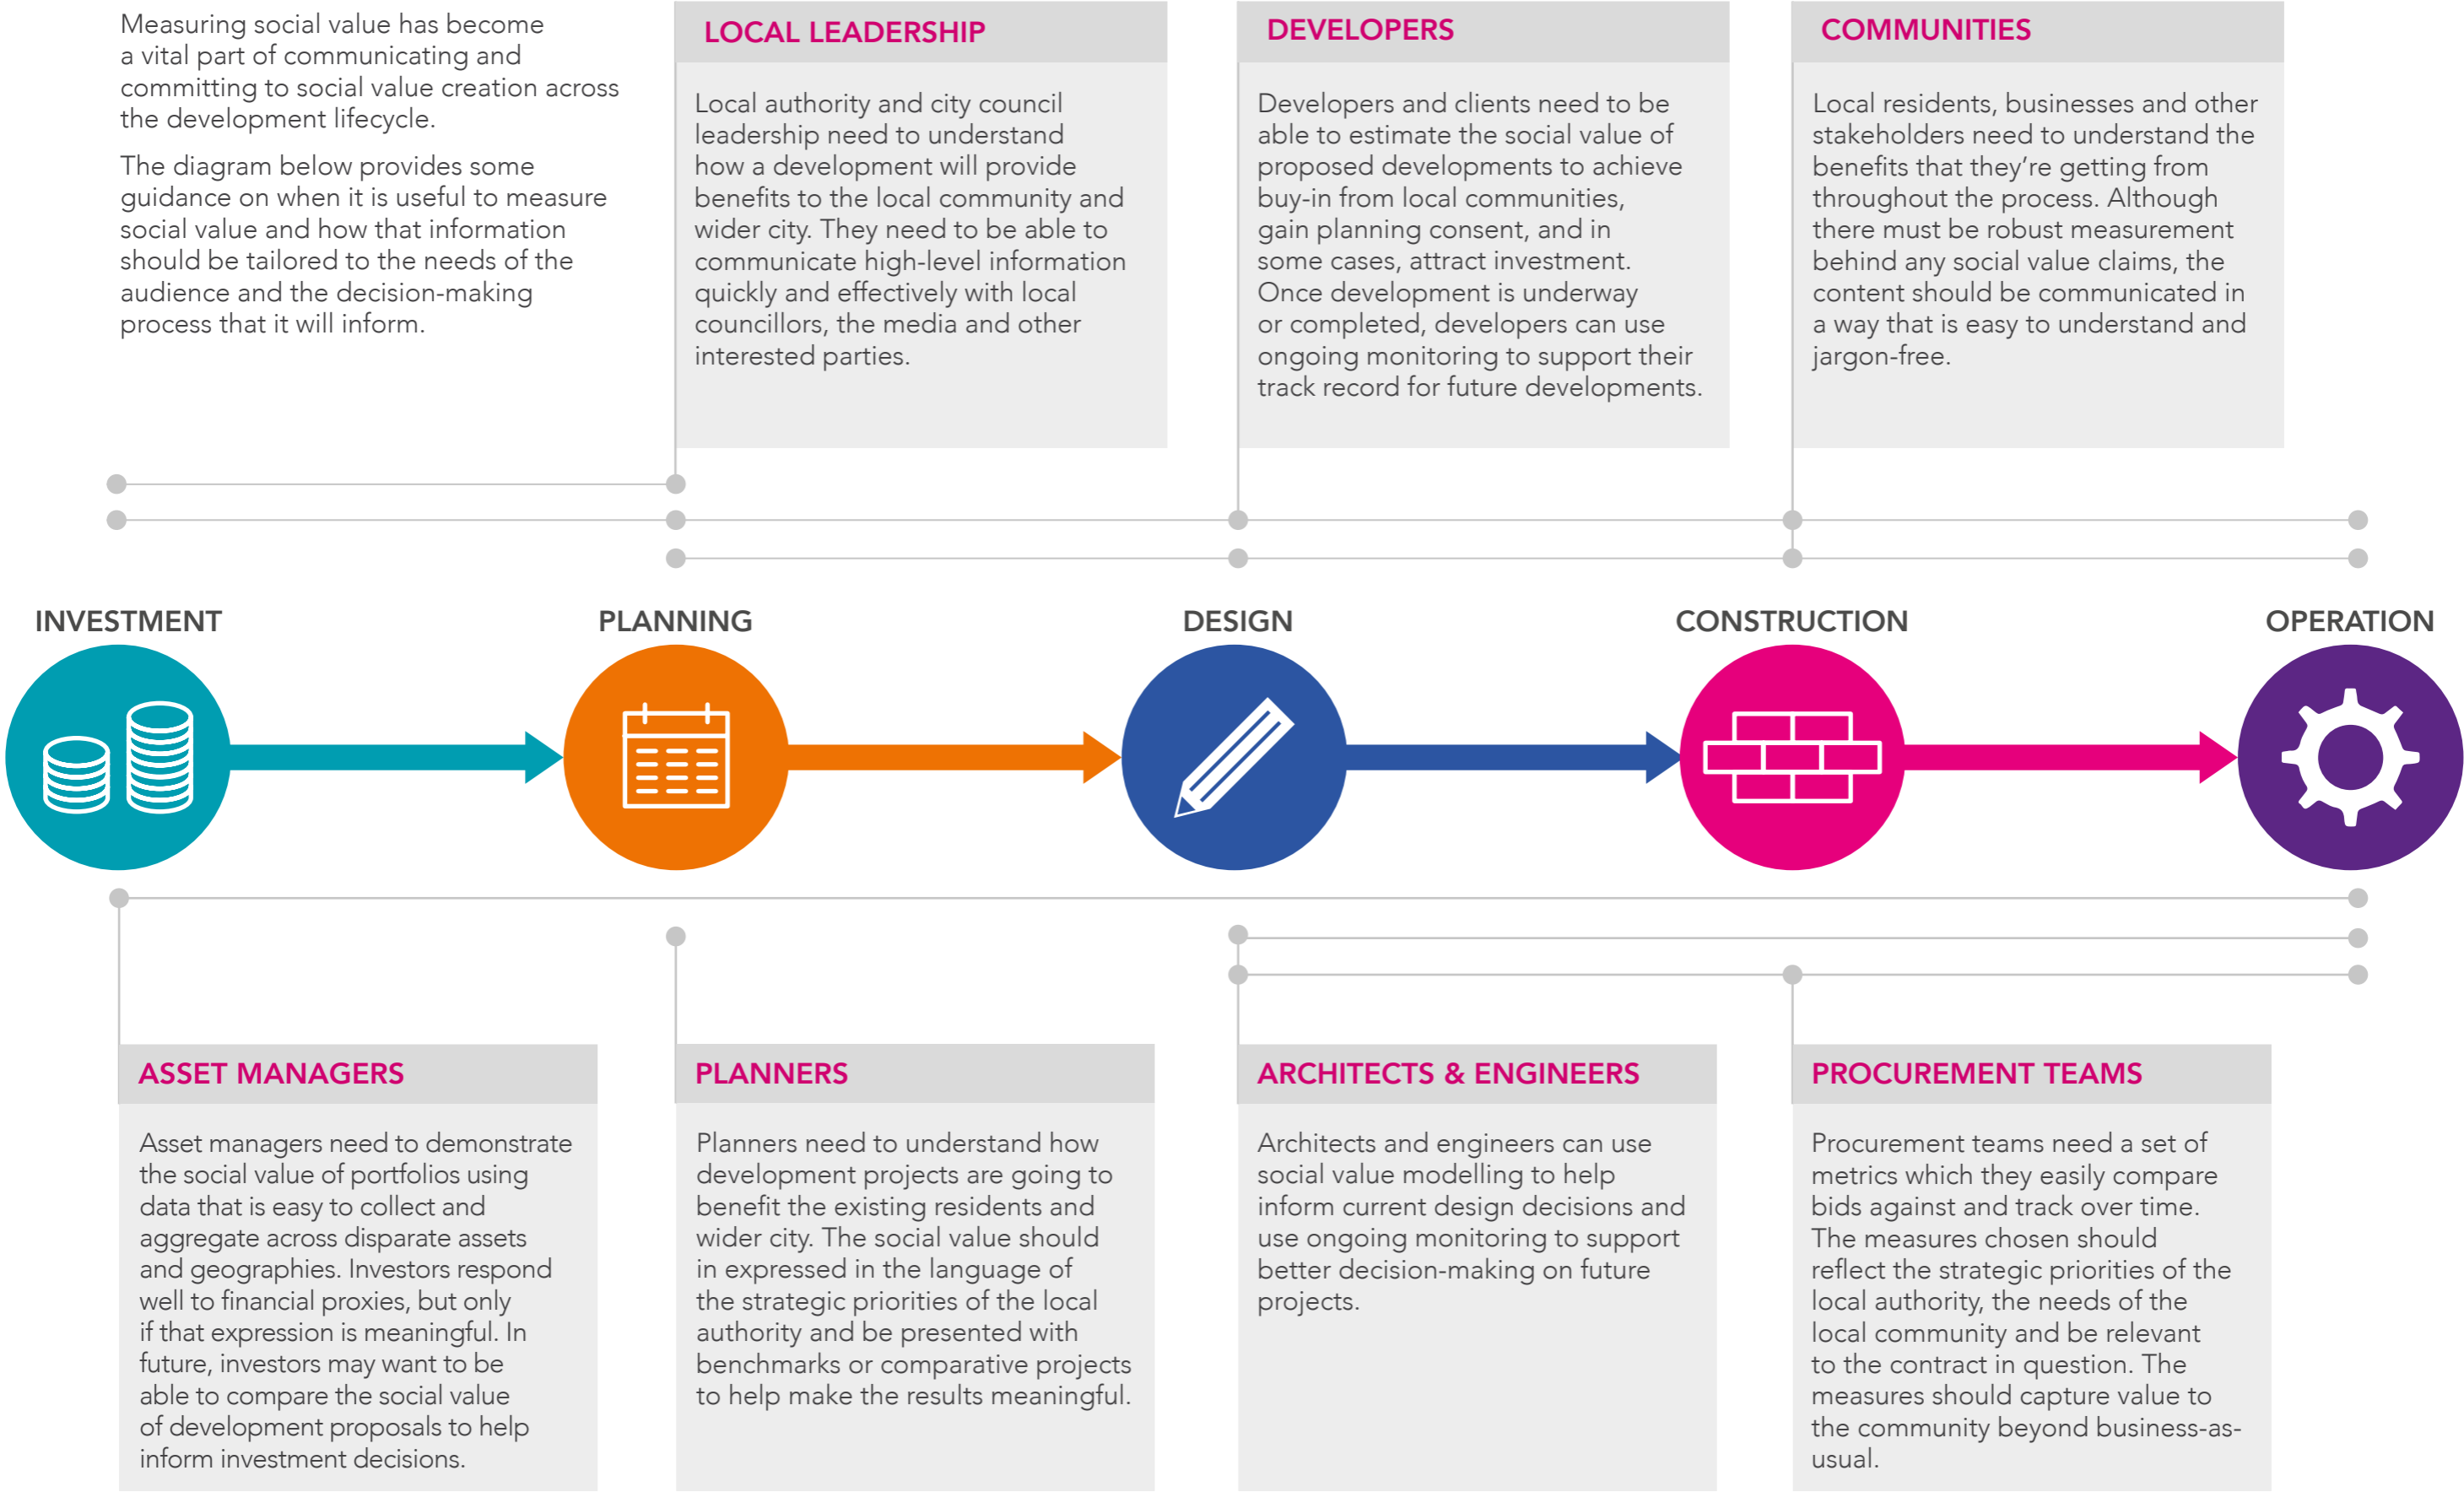 Measuring social value has become
a vital part of communicating and
committing to social value creation across
the development lifecycle.
The diagram below provides some
guidance on when it is useful to measure
social value and how that information
should be tailored to the needs of the
audience and the decision-making
process that it will inform.
LOCAL LEADERSHIP
Local authority and city council
leadership need to understand
how a development will provide
benefits to the local community and
wider city. They need to be able to
communicate high-level information
quickly and effectively with local
councillors, the media and other
interested parties.
DEVELOPERS
Developers and clients need to be
able to estimate the social value of
proposed developments to achieve
buy-in from local communities,
gain planning consent, and in
some cases, attract investment.
Once development is underway
or completed, developers can use
ongoing monitoring to support their
track record for future developments.
COMMUNITIES
Local residents, businesses and other
stakeholders need to understand the
benefits that they're getting from
throughout the process. Although
there must be robust measurement
behind any social value claims, the
content should be communicated in
a way that is easy to understand and
jargon-free.
INVESTMENT
PLANNING
DESIGN
CONSTRUCTION
OPERATION
ASSET MANAGERS
Asset managers need to demonstrate
the social value of portfolios using
data that is easy to collect and
aggregate across disparate assets
and geographies. Investors respond
well to financial proxies, but only
if that expression is meaningful. In
future, investors may want to be
able to compare the social value
of development proposals to help
inform investment decisions.
PLANNERS
Planners need to understand how
development projects are going to
benefit the existing residents and
wider city. The social value should
in expressed in the language of
the strategic priorities of the local
authority and be presented with
benchmarks or comparative projects
to help make the results meaningful.
ARCHITECTS & ENGINEERS
Architects and engineers can use
social value modelling to help
inform current design decisions and
use ongoing monitoring to support
better decision-making on future
projects.
PROCUREMENT TEAMS
Procurement teams need a set of
metrics which they easily compare
bids against and track over time.
The measures chosen should
reflect the strategic priorities of the
local authority, the needs of the
local community and be relevant
to the contract in question. The
measures should capture value to
the community beyond business-as-
usual.